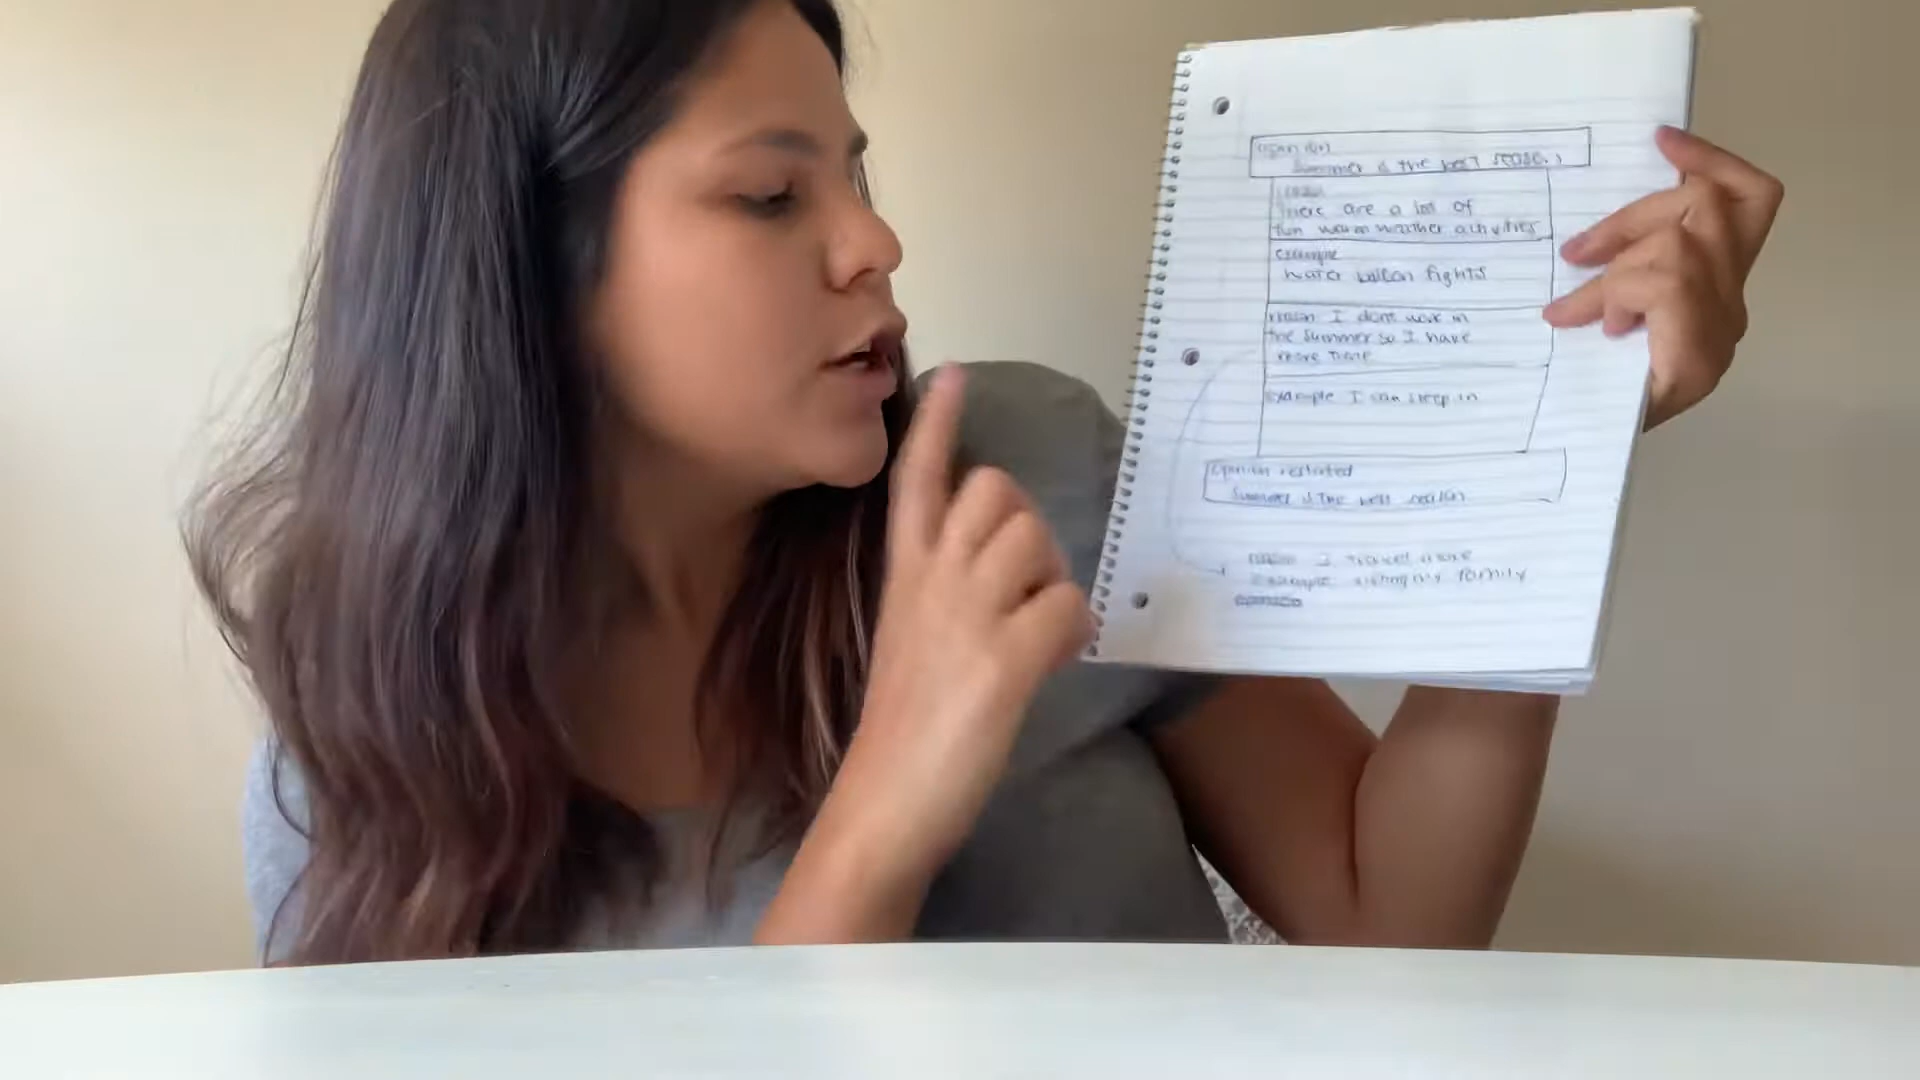 opinion
Summer is the best season
reason
There are a lot of
fun warm weather activities
example
water ballon fights
reason I dont work in
the summer so I have
more time
example I can sleep in
opinion restated
Summer is the best season
reason I travel more
example visiting my family